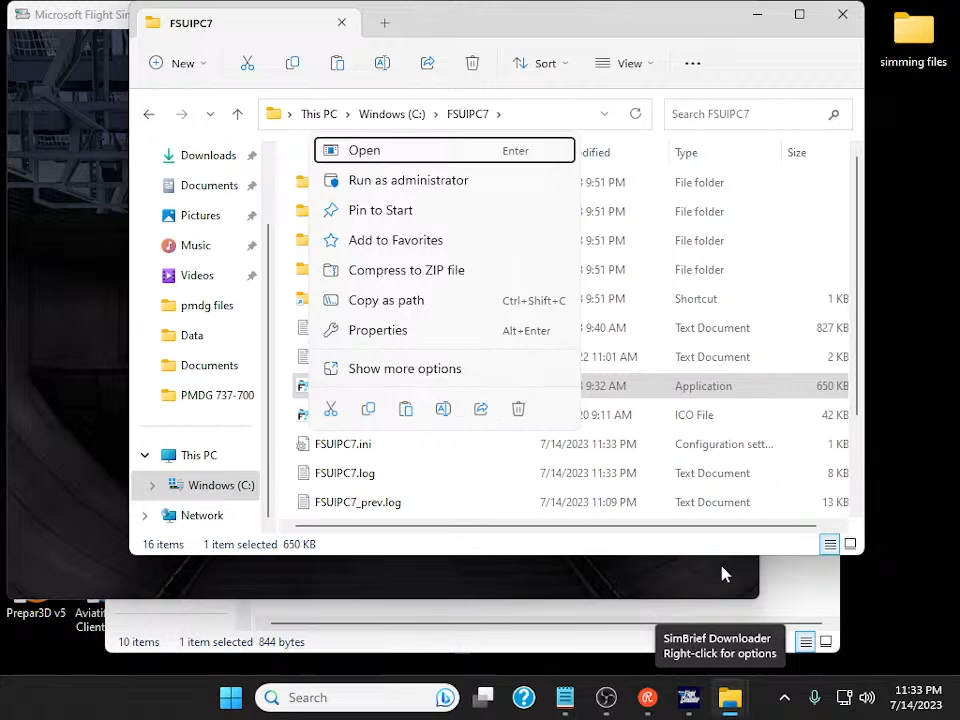 Microsoft Flight Sim
FSUIPC7
simming files
New
Sort
View
This PC
Windows (C:)
FSUIPC7
Search FSUIPC7
Downloads
Documents
Pictures
Music
Videos
pmdg files
Data
Documents
PMDG 737-700
This PC
Windows (C:)
Network
Open Enter
Run as administrator
Pin to Start
Add to Favorites
Compress to ZIP file
Copy as path Ctrl+Shift+C
Properties Alt+Enter
Show more options
dified Type Size
9:51 PM File folder
9:51 PM File folder
9:51 PM File folder
9:51 PM File folder
9:51 PM Shortcut 1 KB
9:40 AM Text Document 827 KB
22 11:01 AM Text Document 2 KB
9:32 AM Application 650 KB
20 9:11 AM ICO File 42 KB
FSUIPC7.ini 7/14/2023 11:33 PM Configuration sett... 1 KB
FSUIPC7.log 7/14/2023 11:33 PM Text Document 8 KB
FSUIPC7_prev.log 7/14/2023 11:09 PM Text Document 13 KB
16 items 1 item selected 650 KB
Prepar3D v5
Aviati
Client
10 items 1 item selected 844 bytes
SimBrief Downloader
Right-click for options
Search
11:33 PM
7/14/2023